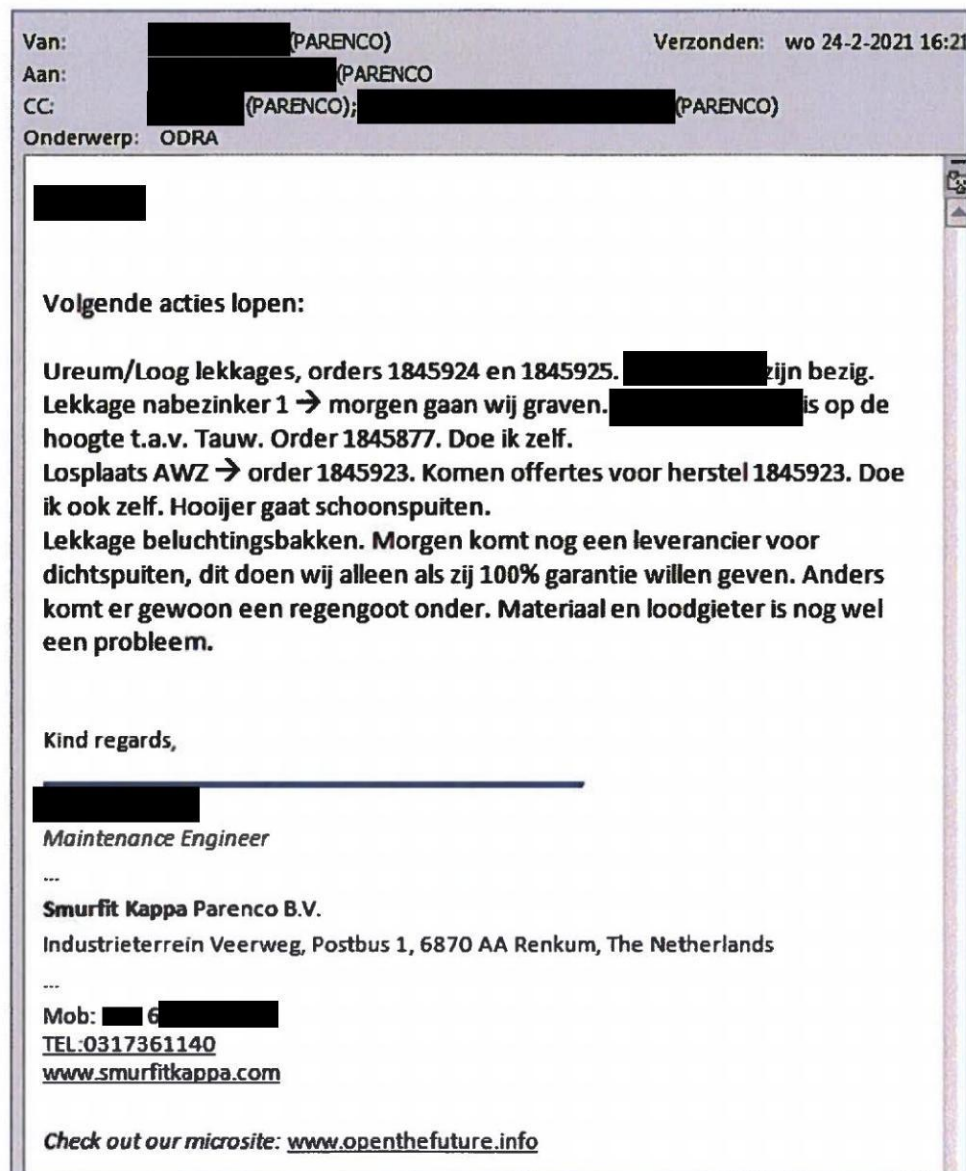 Van: (PARENCO) Verzonden: wo 24-2-2021 16:21
Aan: (PARENCO
CC: (PARENCO); (PARENCO)
Onderwerp: ODRA
Volgende acties lopen:
Ureum/Loog lekkages, orders 1845924 en 1845925. zijn bezig.
Lekkage nabezinker 1 → morgen gaan wij graven. is op de
hoogte t.a.v. Tauw. Order 1845877. Doe ik zelf.
Losplaats AWZ → order 1845923. Komen offertes voor herstel 1845923. Doe
ik ook zelf. Hooijer gaat schoonspuiten.
Lekkage beluchtingsbakken. Morgen komt nog een leverancier voor
dichtspuiten, dit doen wij alleen als zij 100% garantie willen geven. Anders
komt er gewoon een regengoot onder. Materiaal en loodgieter is nog wel
een probleem.
Kind regards,
Maintenance Engineer
...
Smurfit Kappa Parenco B.V.
Industrieterrein Veerweg, Postbus 1, 6870 AA Renkum, The Netherlands
...
Mob: 6
TEL:0317361140
www.smurfitkappa.com
Check out our microsite: www.openthefuture.info